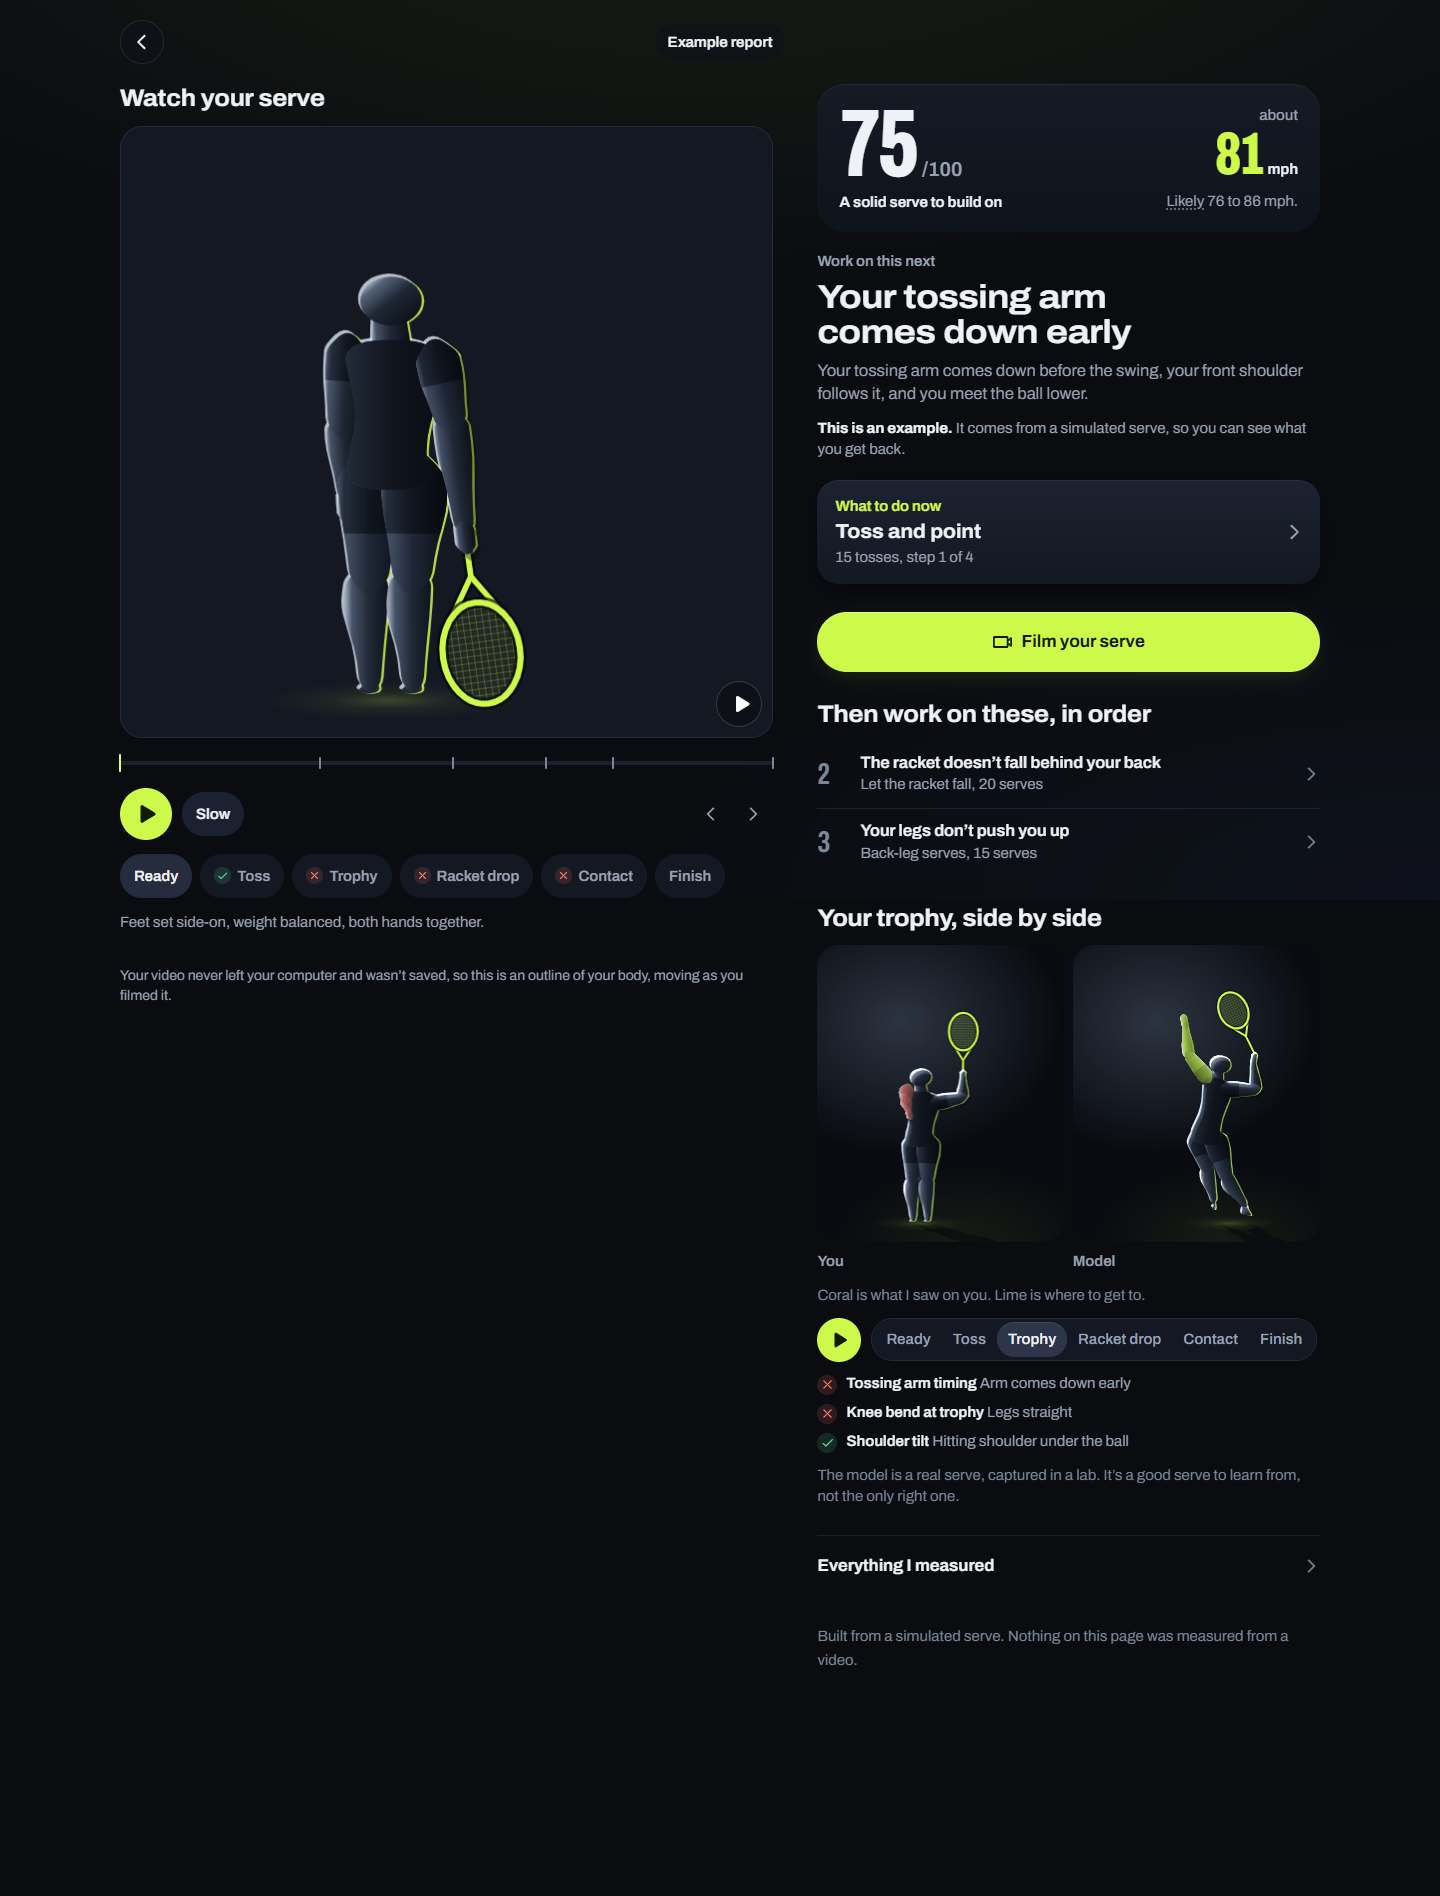 Example report
Watch your serve
Slow
Ready
Toss
Trophy
Racket drop
Contact
Finish
Feet set side-on, weight balanced, both hands together.
Your video never left your computer and wasn’t saved, so this is an outline of your body, moving as you
filmed it.
75/100
A solid serve to build on
about
81 mph
Likely 76 to 86 mph.
Work on this next
Your tossing arm
comes down early
Your tossing arm comes down before the swing, your front shoulder
follows it, and you meet the ball lower.
This is an example. It comes from a simulated serve, so you can see what
you get back.
What to do now
Toss and point
15 tosses, step 1 of 4
Film your serve
Then work on these, in order
2
The racket doesn’t fall behind your back
Let the racket fall, 20 serves
3
Your legs don’t push you up
Back-leg serves, 15 serves
Your trophy, side by side
You
Model
Coral is what I saw on you. Lime is where to get to.
Ready
Toss
Trophy
Racket drop
Contact
Finish
Tossing arm timing Arm comes down early
Knee bend at trophy Legs straight
Shoulder tilt Hitting shoulder under the ball
The model is a real serve, captured in a lab. It’s a good serve to learn from,
not the only right one.
Everything I measured
Built from a simulated serve. Nothing on this page was measured from a
video.